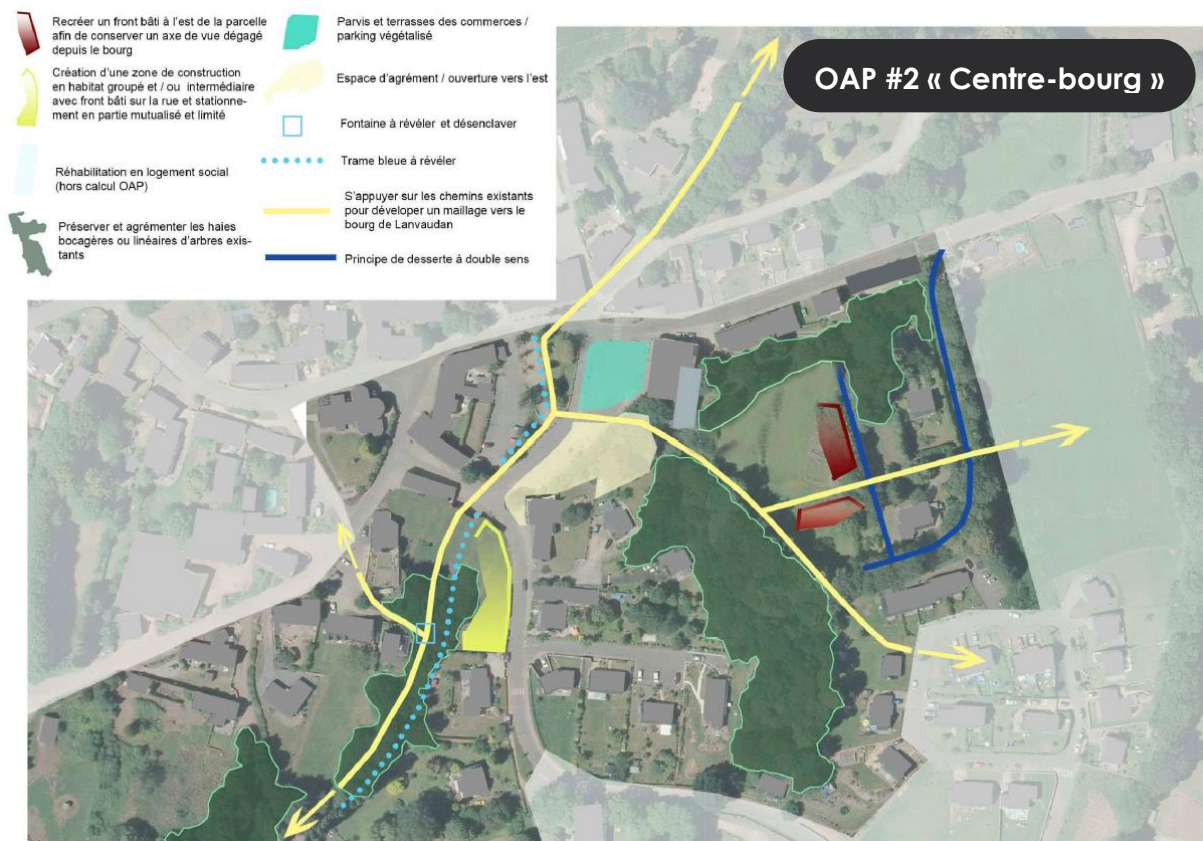 Recréer un front bâti à l'est de la parcelle
afin de conserver un axe de vue dégagé
depuis le bourg
Création d'une zone de construction
en habitat groupé et / ou intermédiaire
avec front bâti sur la rue et stationne-
ment en partie mutualisé et limité
Réhabilitation en logement social
(hors calcul OAP)
Préserver et agrémenter les haies
bocagères ou linéaires d'arbres exis-
tants
Parvis et terrasses des commerces /
parking végétalisé
Espace d'agrément / ouverture vers l'est
Fontaine à révéler et désenclaver
Trame bleue à révéler
S'appuyer sur les chemins existants
pour développer un maillage vers le
bourg de Lanvaudan
Principe de desserte à double sens
OAP #2 « Centre-bourg »